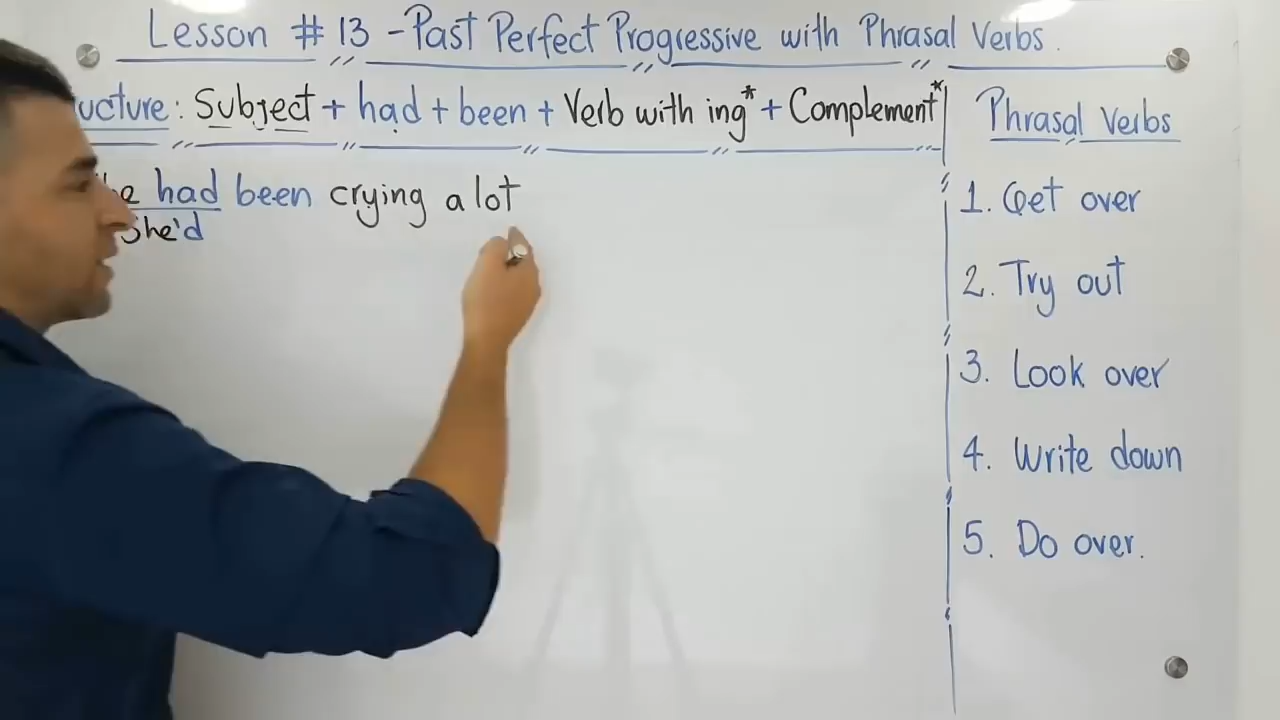 Lesson # 13 - Past Perfect Progressive with Phrasal Verbs.
ucture: Subject + had + been + Verb with ing* + Complement*
he had been crying a lot
She'd
Phrasal Verbs
1. Get over
2. Try out
3. Look over
4. Write down
5. Do over.